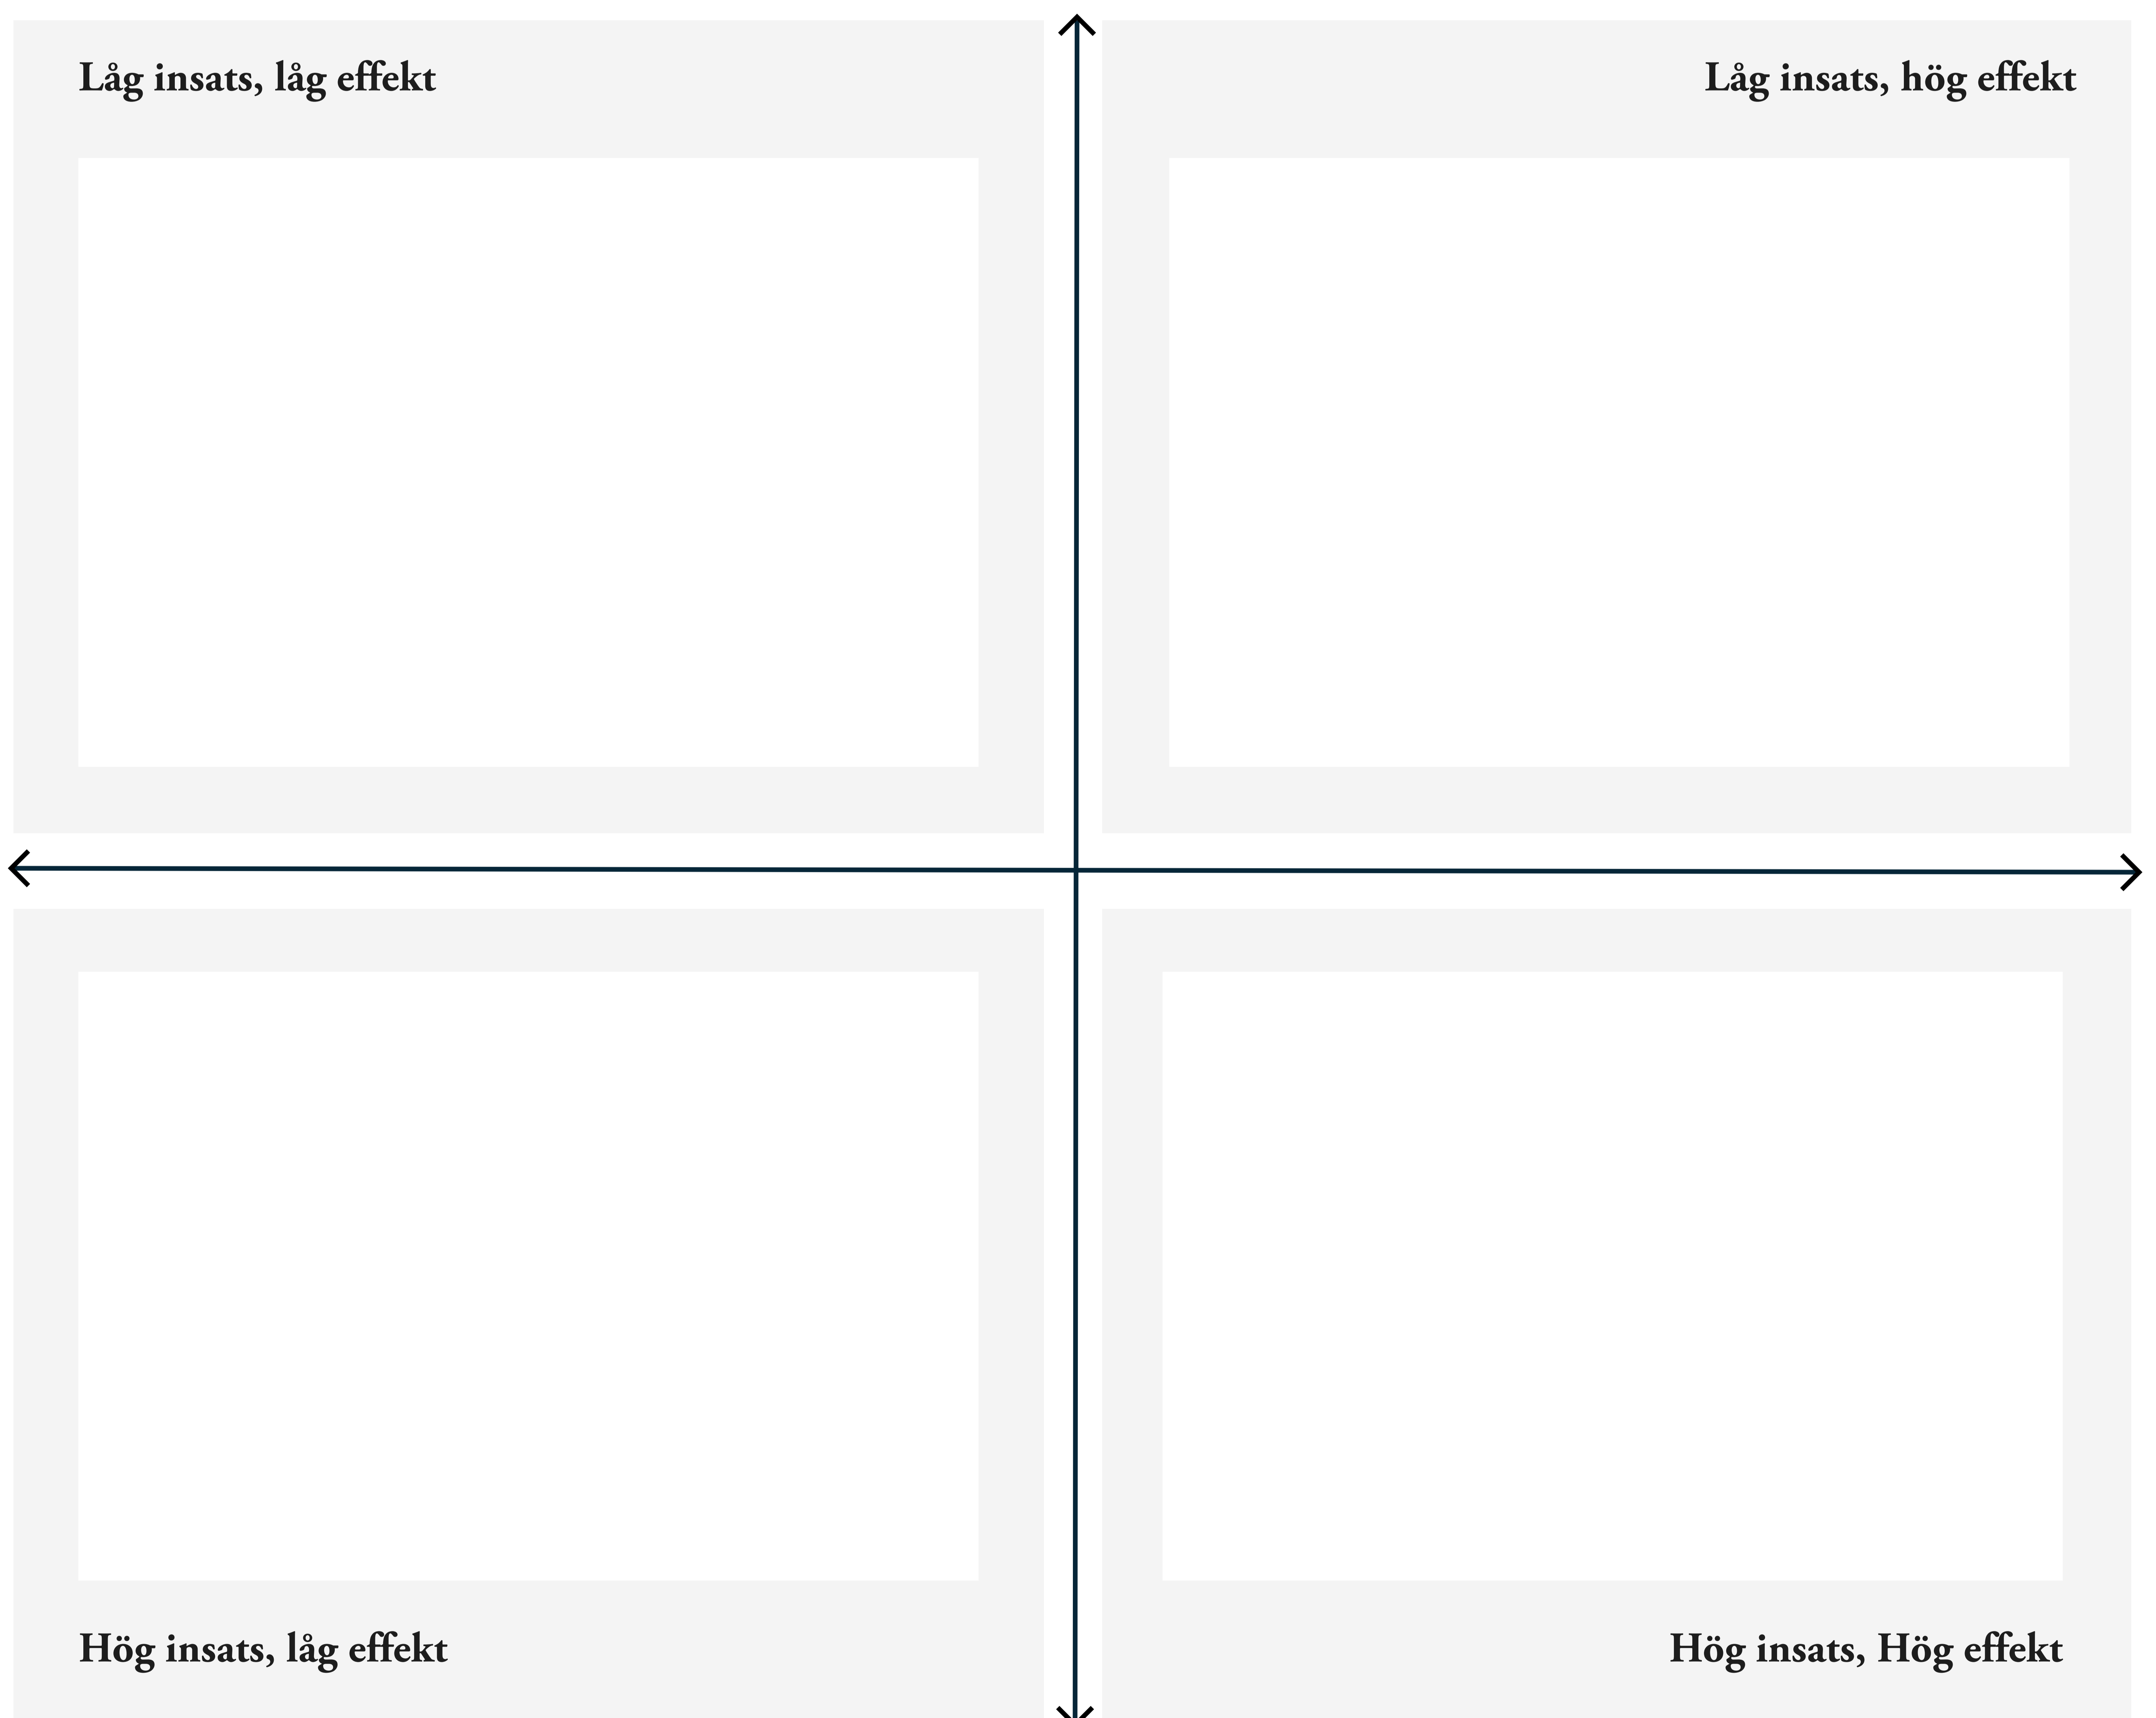 Låg insats, låg effekt
Låg insats, hög effekt
Hög insats, låg effekt
Hög insats, Hög effekt